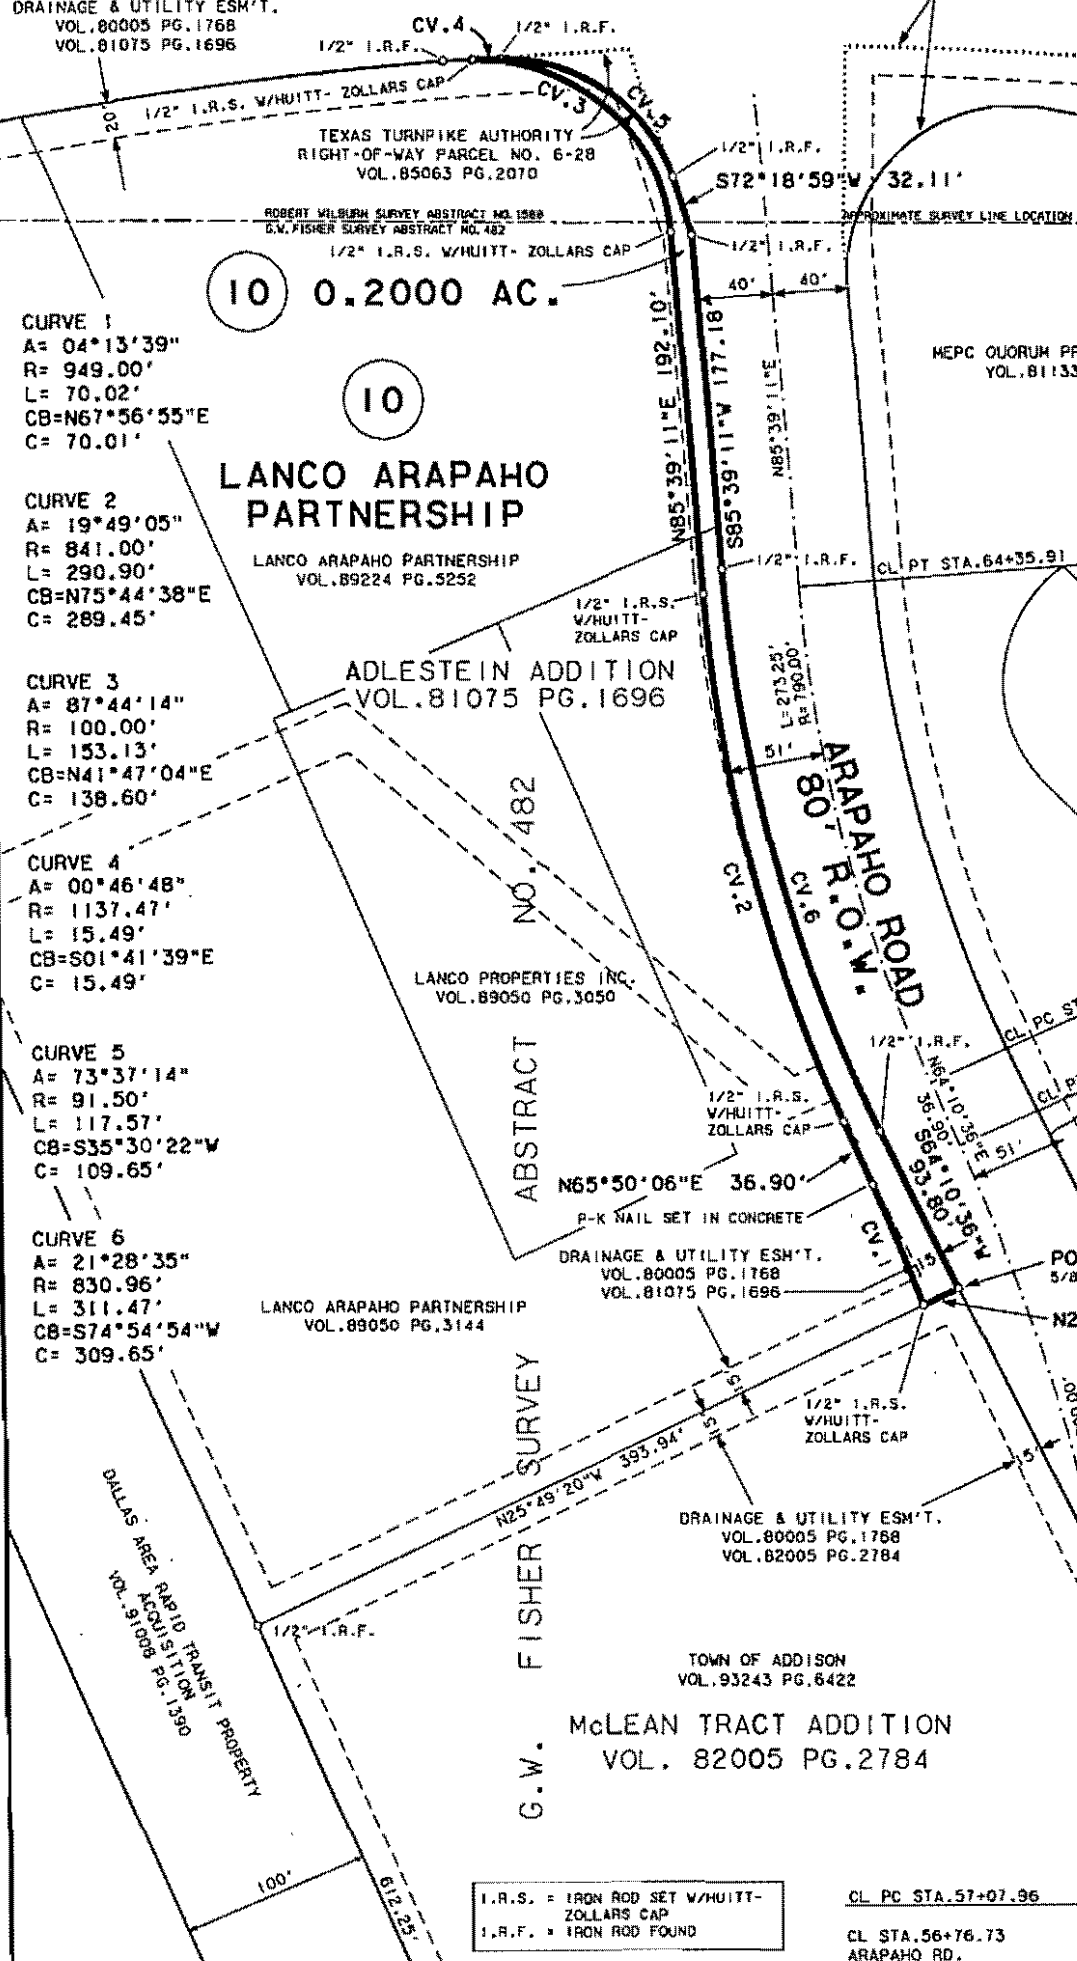 DRAINAGE & UTILITY ESM'T.
VOL.80005 PG.1768
VOL.81075 PG.1696
CV.4
1/2" I.R.F.
1/2" I.R.F.
1/2" I.R.S. W/HUITT- ZOLLARS CAP
20'
CV.3
CV.5
TEXAS TURNPIKE AUTHORITY
RIGHT-OF-WAY PARCEL NO. 6-28
VOL.85063 PG.2070
1/2" I.R.F.
S72°18'59"W 32.11'
ROBERT WILBURN SURVEY ABSTRACT NO. 1588
G.W. FISHER SURVEY ABSTRACT NO. 482
APPROXIMATE SURVEY LINE LOCATION
1/2" I.R.S. W/HUITT- ZOLLARS CAP
1/2" I.R.F.
10 0.2000 AC.
40'
40'
CURVE 1
A= 04°13'39"
R= 949.00'
L= 70.02'
CB=N67°56'55"E
C= 70.01'
N85°39'11"E 192.10'
S85°39'11"W 177.18'
N85°39'11"E
MEPC QUORUM PR
VOL.81133
10
LANCO ARAPAHO
PARTNERSHIP
LANCO ARAPAHO PARTNERSHIP
VOL.89224 PG.5252
CURVE 2
A= 19°49'05"
R= 841.00'
L= 290.90'
CB=N75°44'38"E
C= 289.45'
1/2" I.R.F.
CL PT STA.64+35.91
1/2" I.R.S.
W/HUITT-
ZOLLARS CAP
ADLESTEIN ADDITION
VOL.81075 PG.1696
L= 273.25'
R= 790.00'
CURVE 3
A= 87°44'14"
R= 100.00'
L= 153.13'
CB=N41°47'04"E
C= 138.60'
51'
ARAPAHO ROAD
80' R.O.W.
CURVE 4
A= 00°46'48"
R= 1137.47'
L= 15.49'
CB=S01°41'39"E
C= 15.49'
CV.2
CV.6
LANCO PROPERTIES INC.
VOL.89050 PG.3050
CURVE 5
A= 73°37'14"
R= 91.50'
L= 117.57'
CB=S35°30'22"W
C= 109.65'
1/2" I.R.F.
CL PC ST
CL P
N64°10'36"E
36.90'
S64°10'36"W
93.80'
51'
1/2" I.R.S.
W/HUITT-
ZOLLARS CAP
N65°50'06"E 36.90'
P-K NAIL SET IN CONCRETE
CV.1
CURVE 6
A= 21°28'35"
R= 830.96'
L= 311.47'
CB=S74°54'54"W
C= 309.65'
DRAINAGE & UTILITY ESM'T.
VOL.80005 PG.1768
VOL.81075 PG.1696
15'
PO
5/8
N2
LANCO ARAPAHO PARTNERSHIP
VOL.89050 PG.3144
1/2" I.R.S.
W/HUITT-
ZOLLARS CAP
15'
15'
15'
N25°49'20"W 393.94'
DRAINAGE & UTILITY ESM'T.
VOL.80005 PG.1768
VOL.82005 PG.2784
DALLAS AREA RAPID TRANSIT PROPERTY
ACQUISITION
VOL.91008 PG.1390
1/2" I.R.F.
G.W. FISHER SURVEY ABSTRACT NO. 482
TOWN OF ADDISON
VOL.93243 PG.6422
McLEAN TRACT ADDITION
VOL. 82005 PG.2784
100'
612.25'
I.R.S. = IRON ROD SET W/HUITT-
ZOLLARS CAP
I.R.F. = IRON ROD FOUND
CL PC STA.57+07.96
CL STA.56+76.73
ARAPAHO RD.